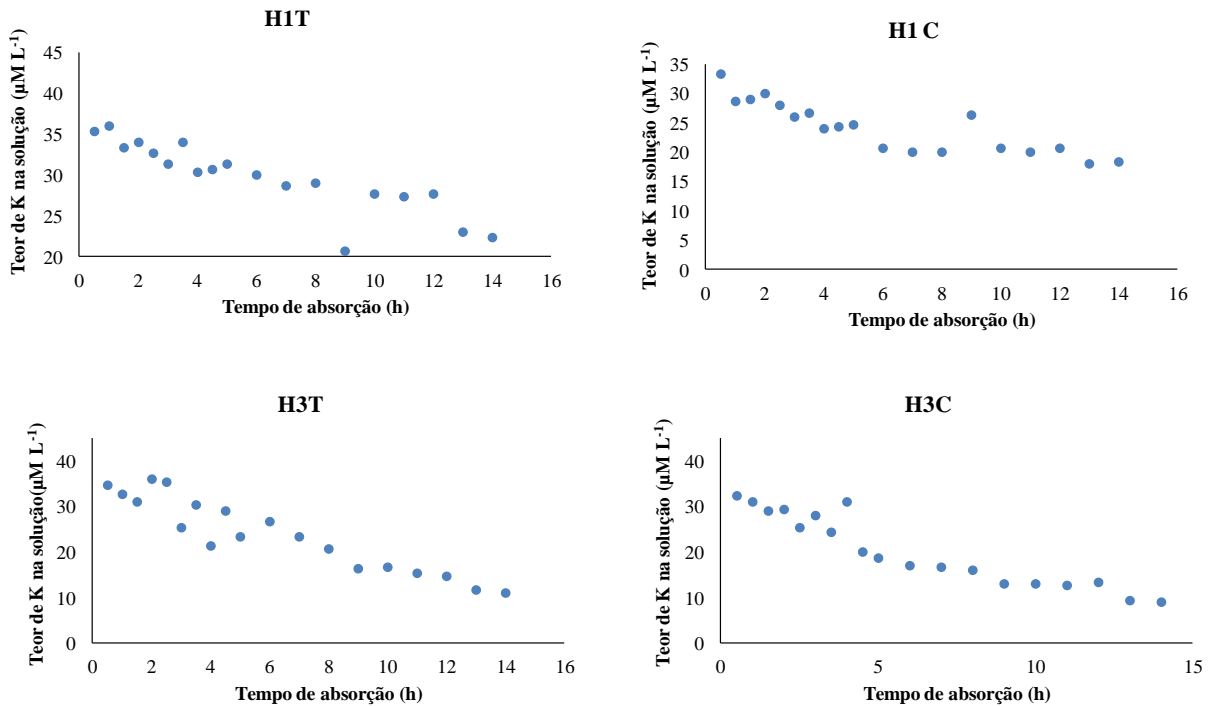 H1T
Teor de K na solução (µM L-1)
45
40
35
30
25
20
0 2 4 6 8 10 12 14 16
Tempo de absorção (h)
H1 C
Teor de K na solução (µM L-1)
35
30
25
20
15
10
5
0
0 2 4 6 8 10 12 14 16
Tempo de absorção (h)
H3T
Teor de K na solução(µM L-1)
40
30
20
10
0
0 2 4 6 8 10 12 14 16
Tempo de absorção (h)
H3C
Teor de K na solução (µM L-1)
40
30
20
10
0
0 5 10 15
Tempo de absorção (h)